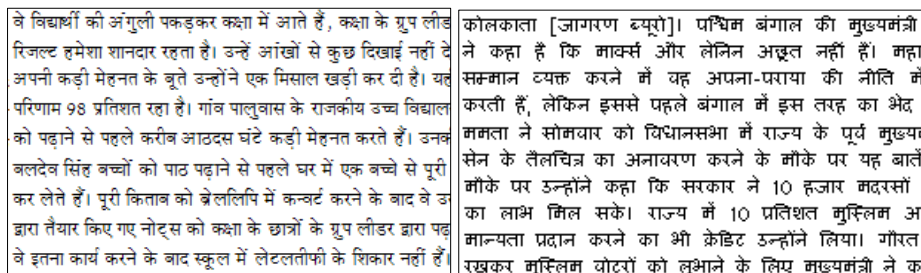 वे विद्यार्थी की अंगुली पकड़कर कक्षा में आते हैं, कक्षा के ग्रुप लीड
रिजल्ट हमेशा शानदार रहता है। उन्हें आंखों से कुछ दिखाई नहीं दे
अपनी कड़ी मेहनत के बूते उन्होंने एक मिसाल खड़ी कर दी है। यह
परिणाम 98 प्रतिशत रहा है। गांव पालुवास के राजकीय उच्च विद्याल
को पढ़ाने से पहले करीब आठदस घंटे कड़ी मेहनत करते हैं। उनक
बलदेव सिंह बच्चों को पाठ पढ़ाने से पहले घर में एक बच्चे से पूरी
कर लेते हैं। पूरी किताब को ब्रेललिपि में कन्वर्ट करने के बाद वे उ
द्वारा तैयार किए गए नोट्स को कक्षा के छात्रों के ग्रुप लीडर द्वारा पढ़
वे इतना कार्य करने के बाद स्कूल में लेटलतीफी के शिकार नहीं हैं।
कोलकाता [जागरण ब्यूरो]। पश्चिम बंगाल की मुख्यमंत्री
ने कहा है कि मार्क्स और लेनिन अछूत नहीं हैं। महा
सम्मान व्यक्त करने में वह अपना-पराया की नीति में
करती हैं, लेकिन इससे पहले बंगाल में इस तरह का भेद
ममता ने सोमवार को विधानसभा में राज्य के पूर्व मुख्यम
सेन के तैलचित्र का अनावरण करने के मौके पर यह बातें
मौके पर उन्होंने कहा कि सरकार ने 10 हजार मदरसों
का लाभ मिल सके। राज्य में 10 प्रतिशत मुस्लिम अ
मान्यता प्रदान करने का भी क्रेडिट उन्होंने लिया। गौरत
रखकर मुस्लिम वोटरों को लुभाने के लिए मुख्यमंत्री ने क